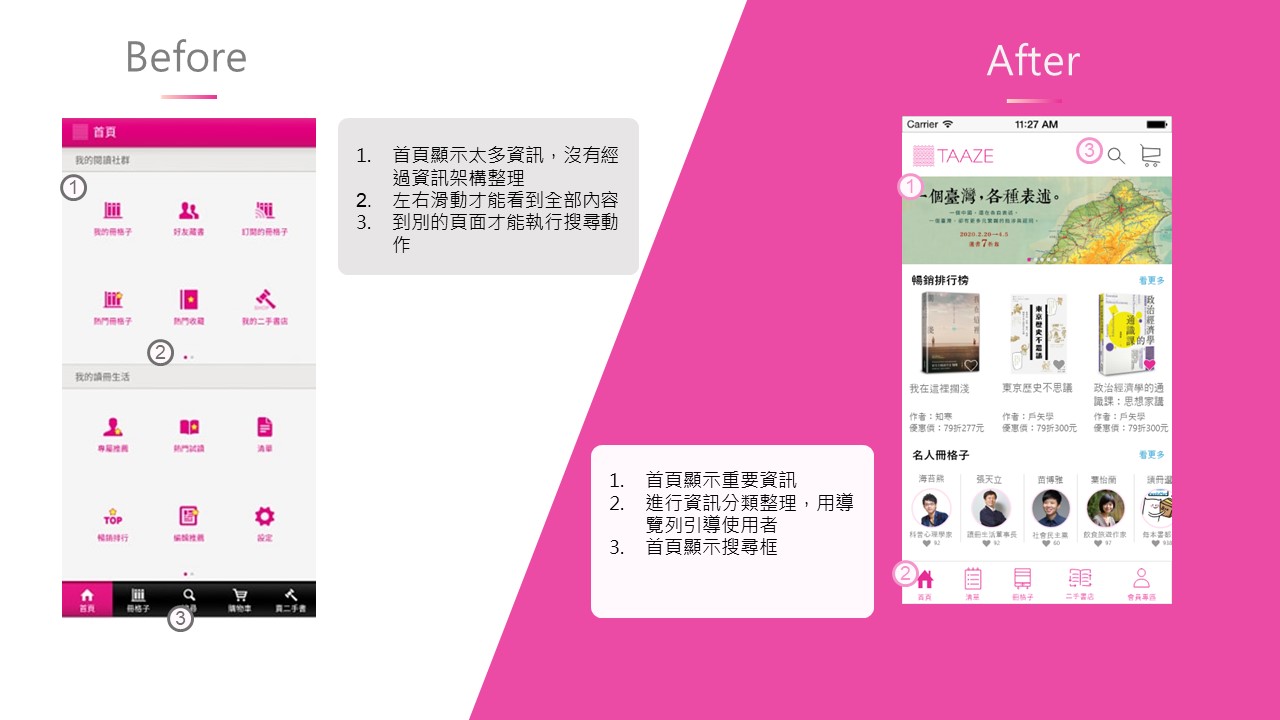 Before
After
首頁
我的閱讀社群
1
我的冊格子
好友藏書
訂閱的冊格子
熱門冊格子
熱門收藏
我的二手書店
2
我的讀冊生活
專屬推薦
熱門試讀
清單
TOP
暢銷排行
編輯推薦
設定
首頁
冊格子
購物車
賣二手書
3
1. 首頁顯示太多資訊，沒有經
過資訊架構整理
2. 左右滑動才能看到全部內容
3. 到別的頁面才能執行搜尋動
作
1. 首頁顯示重要資訊
2. 進行資訊分類整理，用導
覽列引導使用者
3. 首頁顯示搜尋框
Carrier
11:27 AM
TAAZE
3
1
一個臺灣，各種表述。
2020.2.20→4.5
優惠7折起
暢銷排行榜
看更多
我在這裡擱淺
作者：知寒
優惠價：79折277元
東京歷史不思議
作者：戶矢學
優惠價：79折300元
政治經濟學的通
識課：思想家議
作者：戶矢學
優惠價：79折300元
名人冊格子
看更多
海苔熊
張天立
苗博雅
葉怡蘭
讀冊選
科普心理學家
讀冊生活董事長
社會民主黨
飲食旅遊作家
每本書都
92
92
60
97
2
首頁
清單
冊格子
二手書店
會員專區